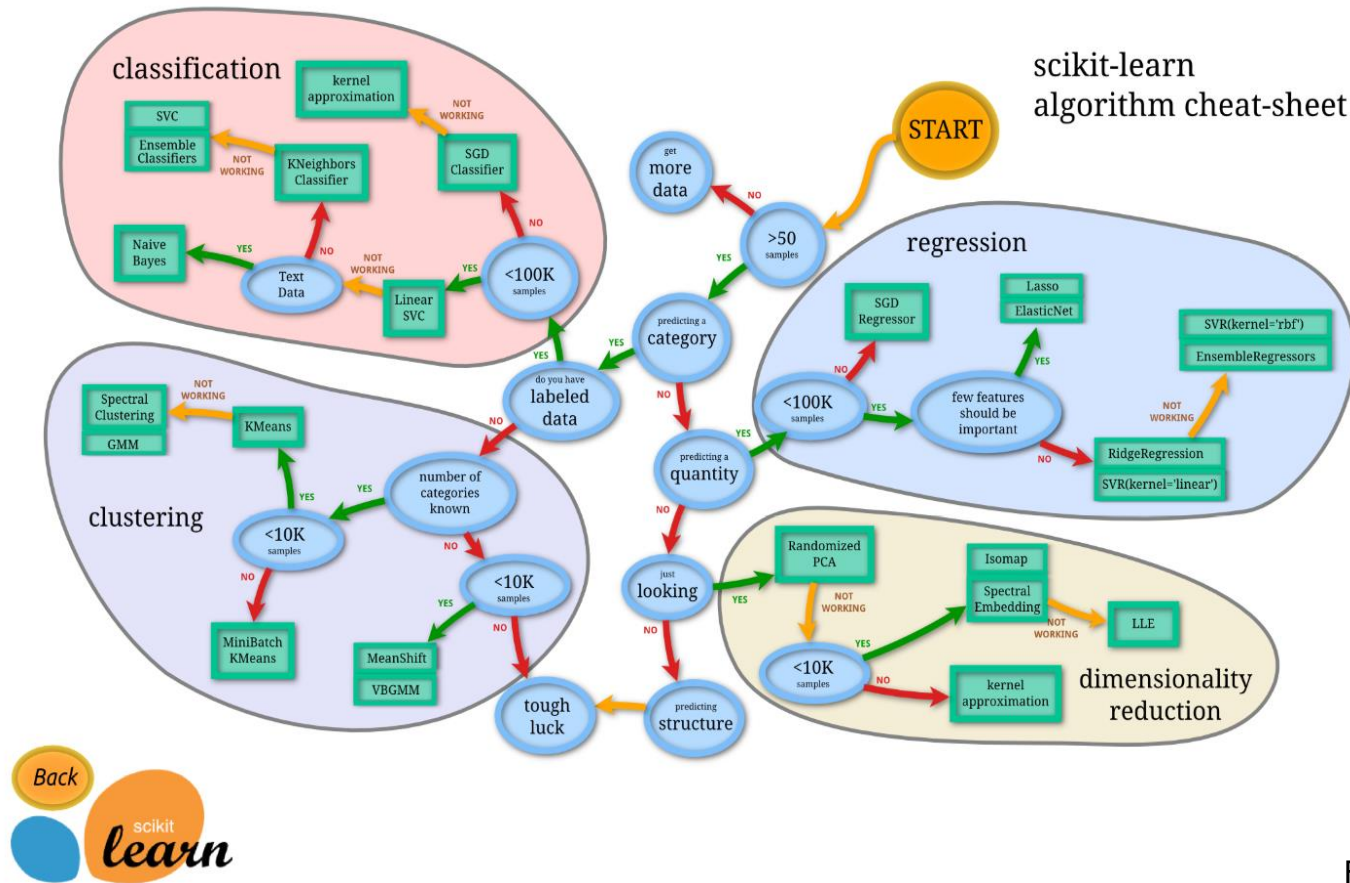 scikit-learn
algorithm cheat-sheet
START
get
more
data
NO
>50
samples
YES
predicting a
category
YES
NO
do you have
labeled
data
YES
NO
predicting a
quantity
YES
NO
just
looking
YES
NO
predicting
structure
tough
luck
classification
kernel
approximation
NOT
WORKING
SVC
Ensemble
Classifiers
NOT
WORKING
KNeighbors
Classifier
SGD
Classifier
NO
Naive
Bayes
YES
NO
Text
Data
NOT
WORKING
Linear
SVC
YES
<100K
samples
regression
SGD
Regressor
Lasso
ElasticNet
SVR(kernel='rbf')
EnsembleRegressors
NO
YES
<100K
samples
YES
few features
should be
important
NOT
WORKING
NO
RidgeRegression
SVR(kernel='linear')
clustering
Spectral
Clustering
GMM
NOT
WORKING
KMeans
YES
number of
categories
known
YES
<10K
samples
NO
NO
<10K
samples
YES
NO
MiniBatch
KMeans
MeanShift
VBGMM
dimensionality
reduction
Randomized
PCA
NOT
WORKING
Isomap
Spectral
Embedding
NOT
WORKING
LLE
YES
<10K
samples
NO
kernel
approximation
Back
scikit
learn